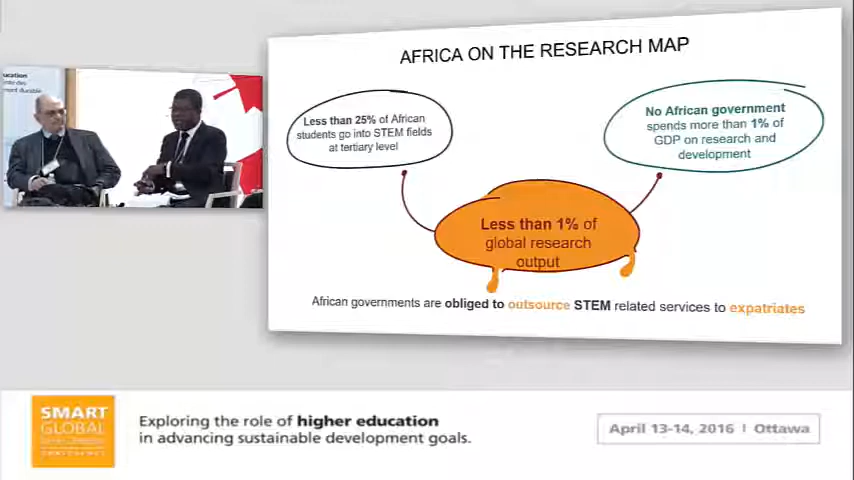 ucation
AFRICA ON THE RESEARCH MAP
Less than 25% of African
students go into STEM fields
at tertiary level
No African government
spends more than 1% of
GDP on research and
development
Less than 1% of
global research
output
African governments are obliged to outsource STEM related services to expatriates
SMART
GLOBAL
Exploring the role of higher education
in advancing sustainable development goals.
April 13-14, 2016 | Ottawa